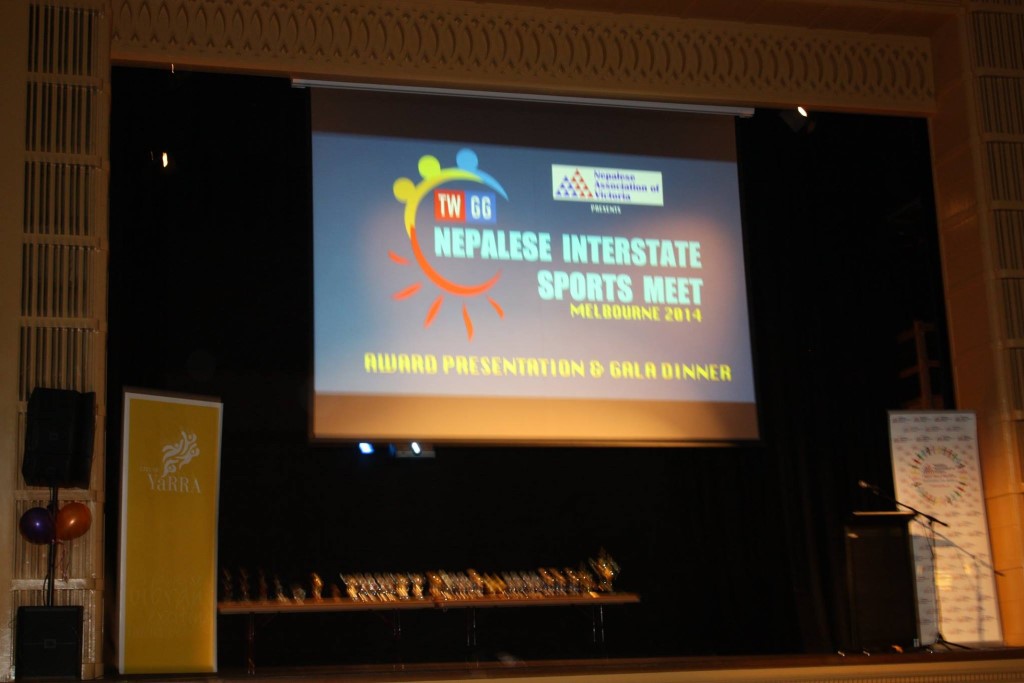 TW GG
Nepalese
Association of
Victoria
PRESENTS
NEPALESE INTERSTATE
SPORTS MEET
MELBOURNE 2014
AWARD PRESENTATION & GALA DINNER
YaRRA